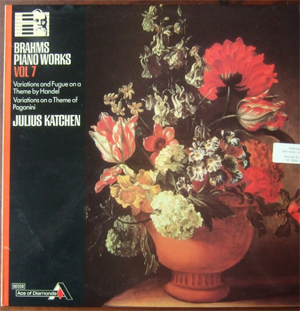 BRAHMS
PIANO WORKS
VOL 7
Variations and Fugue on a
Theme by Handel
Variations on a Theme of
Paganini
JULIUS KATCHEN
DECCA
Ace of Diamonds